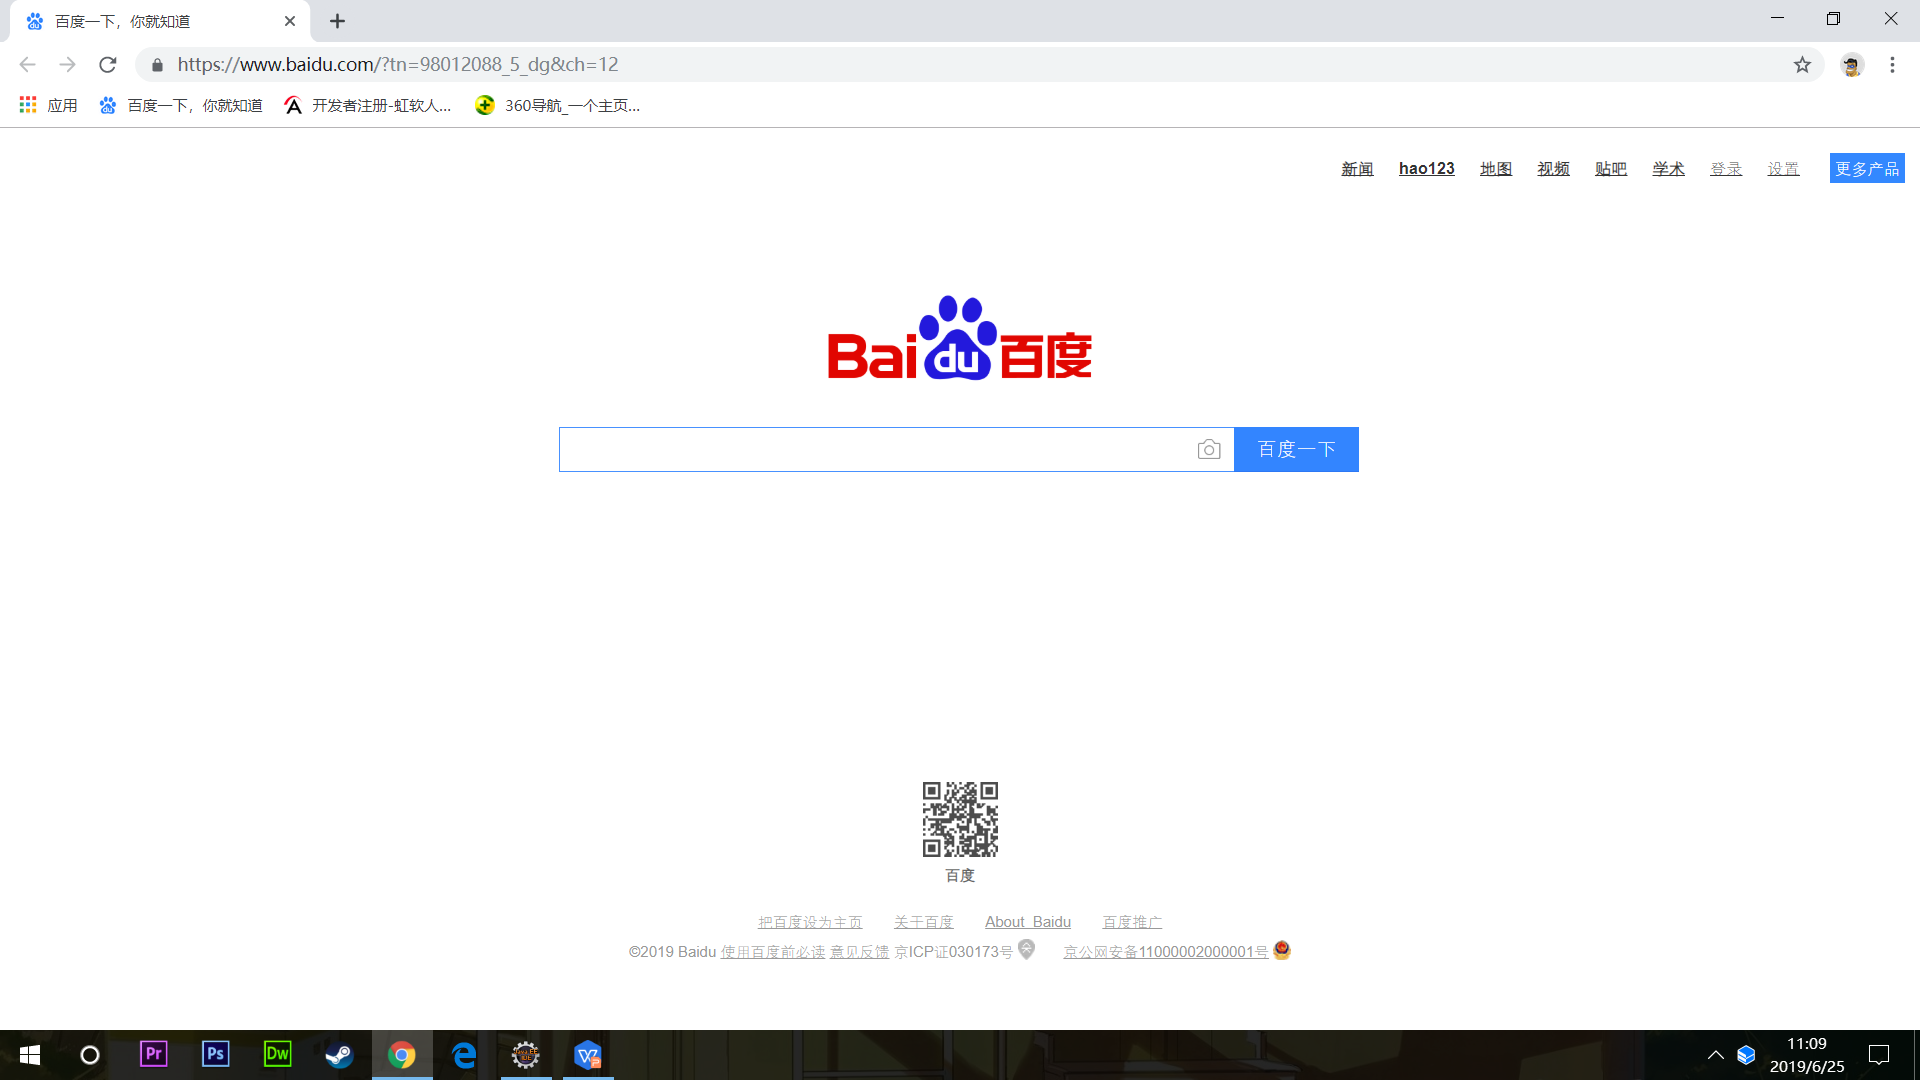 百度一下，你就知道
https://www.baidu.com/?tn=98012088_5_dg&ch=12
应用 百度一下，你就知道 开发者注册-虹软人... 360导航_一个主页...
新闻 hao123 地图 视频 贴吧 学术 登录 设置 更多产品
Bai du 百度
百度一下
百度
把百度设为主页 关于百度 About Baidu 百度推广
©2019 Baidu 使用百度前必读 意见反馈 京ICP证030173号 京公网安备11000002000001号
Pr Ps Dw
11:09
2019/6/25